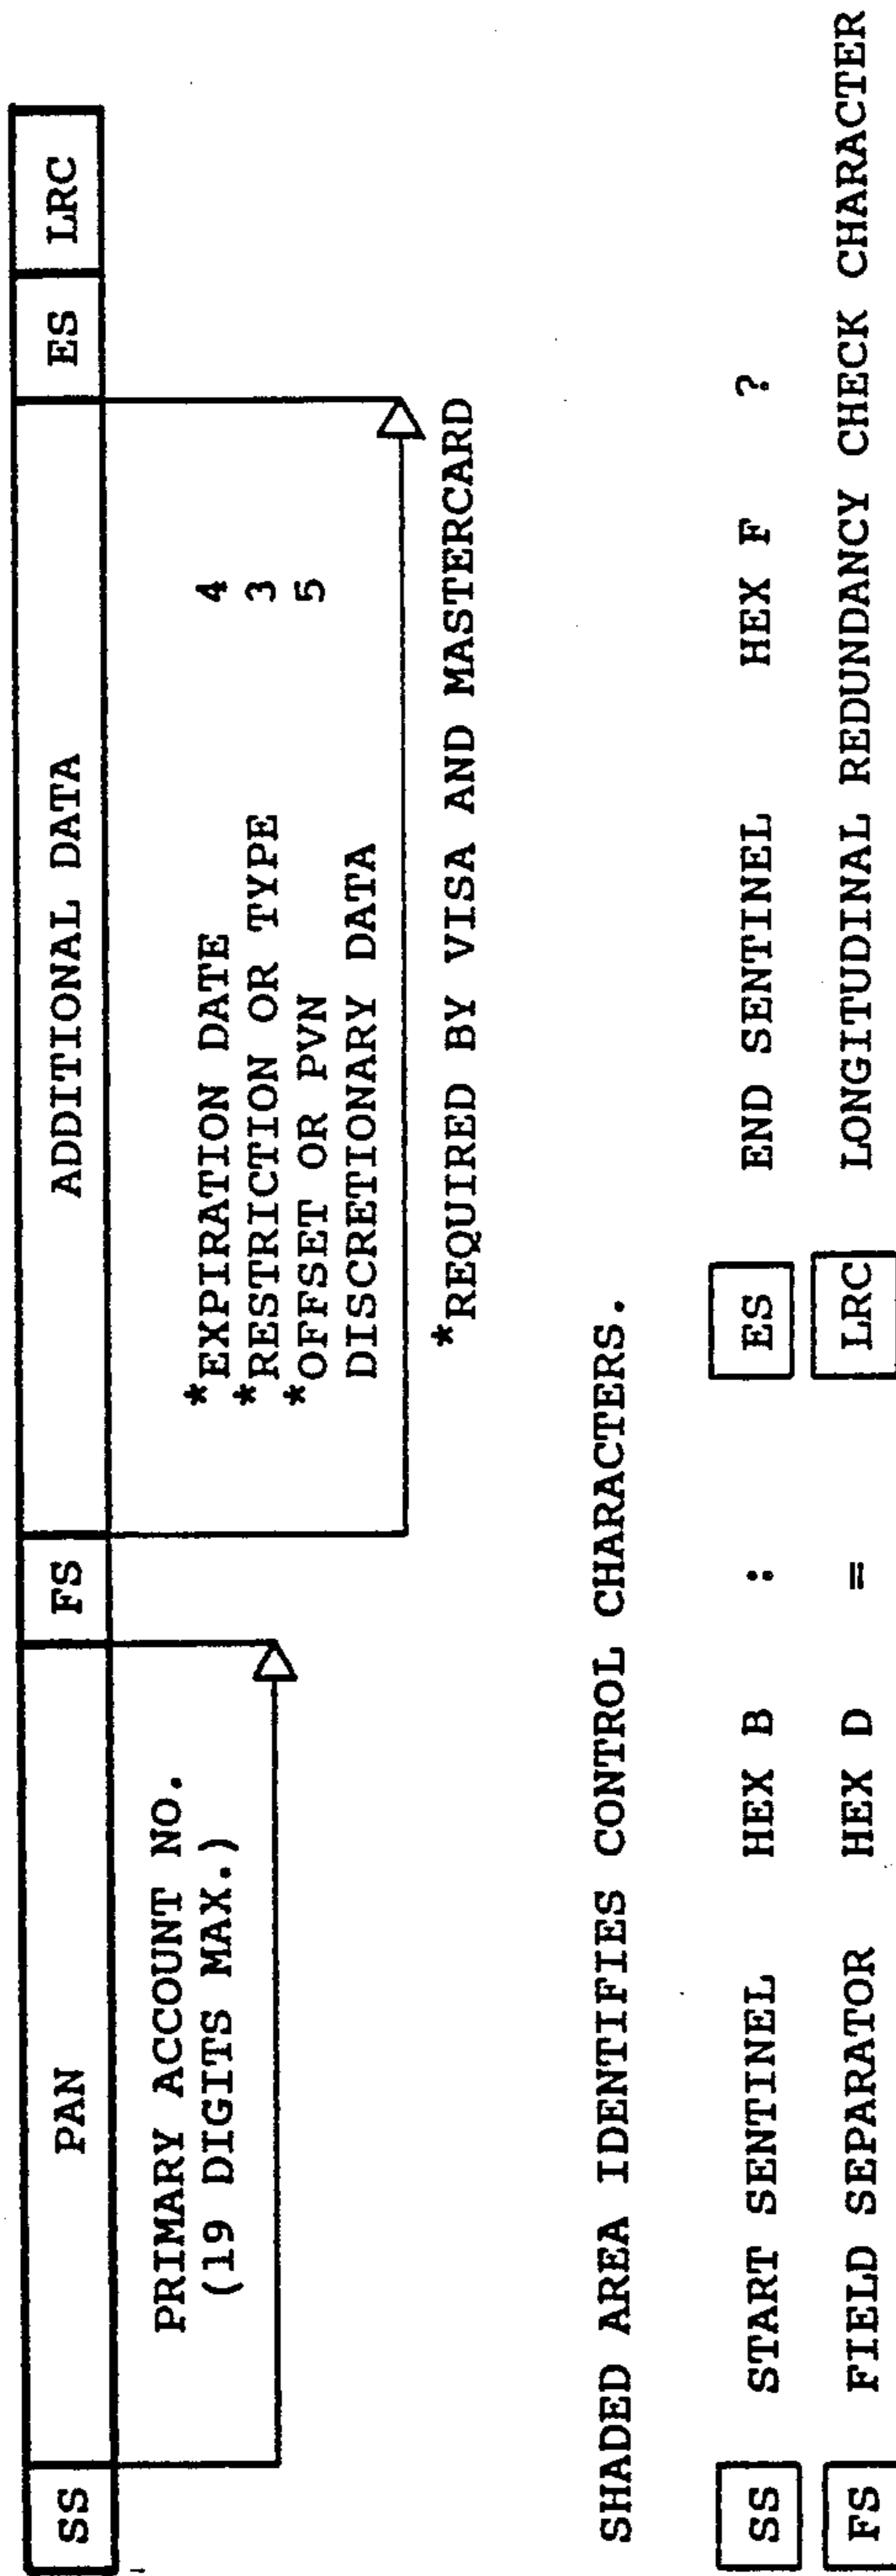 SS PAN FS ADDITIONAL DATA ES LRC
PRIMARY ACCOUNT NO.
(19 DIGITS MAX.)
*EXPIRATION DATE 4
*RESTRICTION OR TYPE 3
*OFFSET OR PVN 5
DISCRETIONARY DATA
*REQUIRED BY VISA AND MASTERCARD
SHADED AREA IDENTIFIES CONTROL CHARACTERS.
SS START SENTINEL HEX B : ES END SENTINEL HEX F ?
FS FIELD SEPARATOR HEX D = LRC LONGITUDINAL REDUNDANCY CHECK CHARACTER